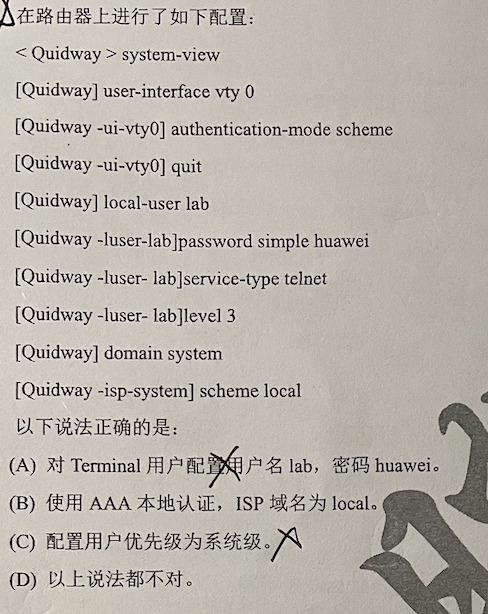 在路由器上进行了如下配置：
< Quidway > system-view
[Quidway] user-interface vty 0
[Quidway -ui-vty0] authentication-mode scheme
[Quidway -ui-vty0] quit
[Quidway] local-user lab
[Quidway -luser-lab]password simple huawei
[Quidway -luser- lab]service-type telnet
[Quidway -luser- lab]level 3
[Quidway] domain system
[Quidway -isp-system] scheme local
以下说法正确的是：
(A) 对 Terminal 用户配置用户名 lab，密码 huawei。
(B) 使用 AAA 本地认证，ISP 域名为 local。
(C) 配置用户优先级为系统级。
(D) 以上说法都不对。